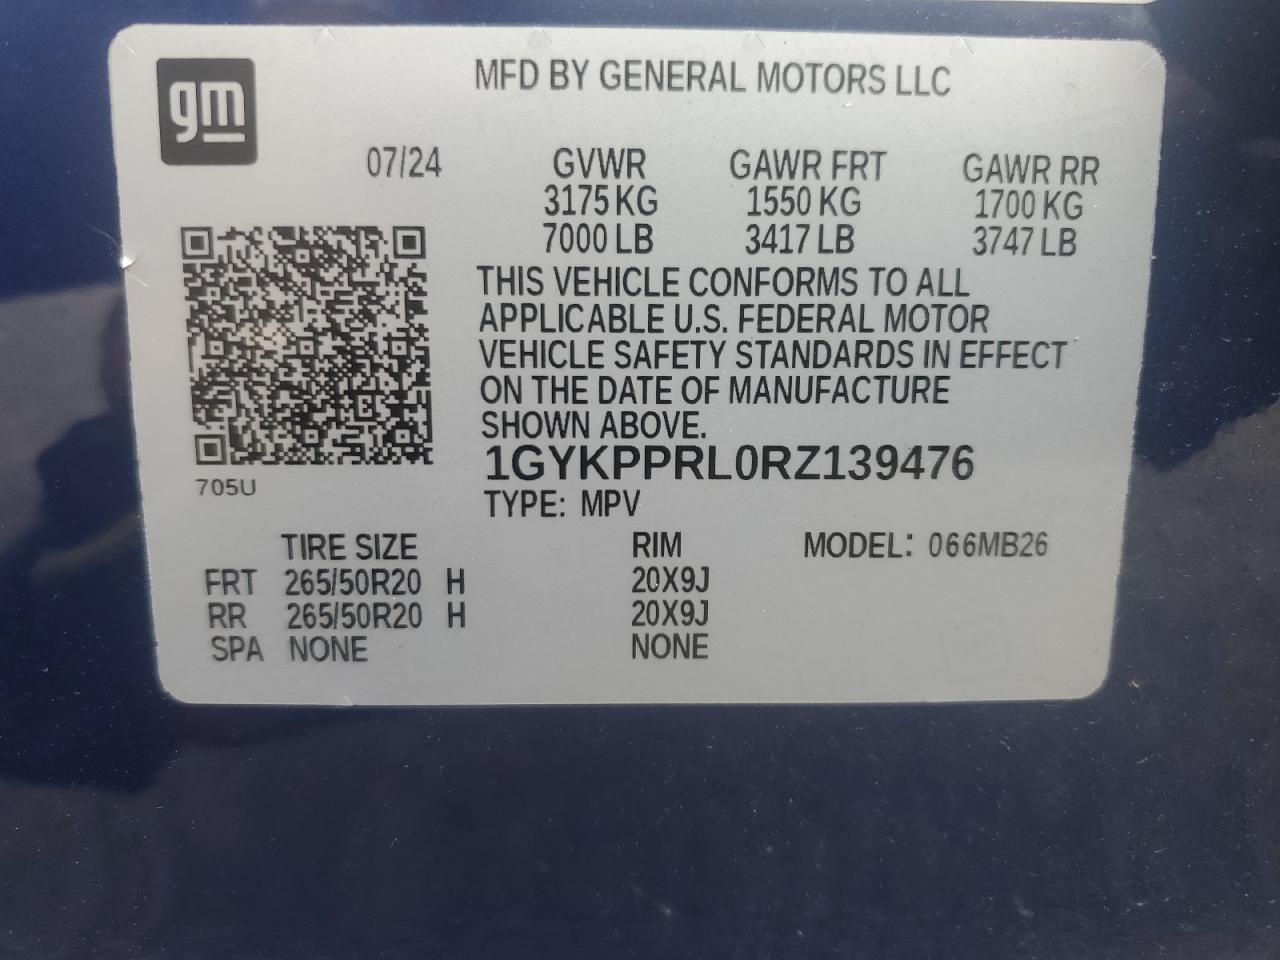 gm
MFD BY GENERAL MOTORS LLC
07/24 GVWR GAWR FRT GAWR RR
3175 KG 1550 KG 1700 KG
7000 LB 3417 LB 3747 LB
THIS VEHICLE CONFORMS TO ALL
APPLICABLE U.S. FEDERAL MOTOR
VEHICLE SAFETY STANDARDS IN EFFECT
ON THE DATE OF MANUFACTURE
SHOWN ABOVE.
1GYKPPRL0RZ139476
705U
TYPE: MPV
TIRE SIZE RIM MODEL: 066MB26
FRT 265/50R20 H 20X9J
RR 265/50R20 H 20X9J
SPA NONE NONE